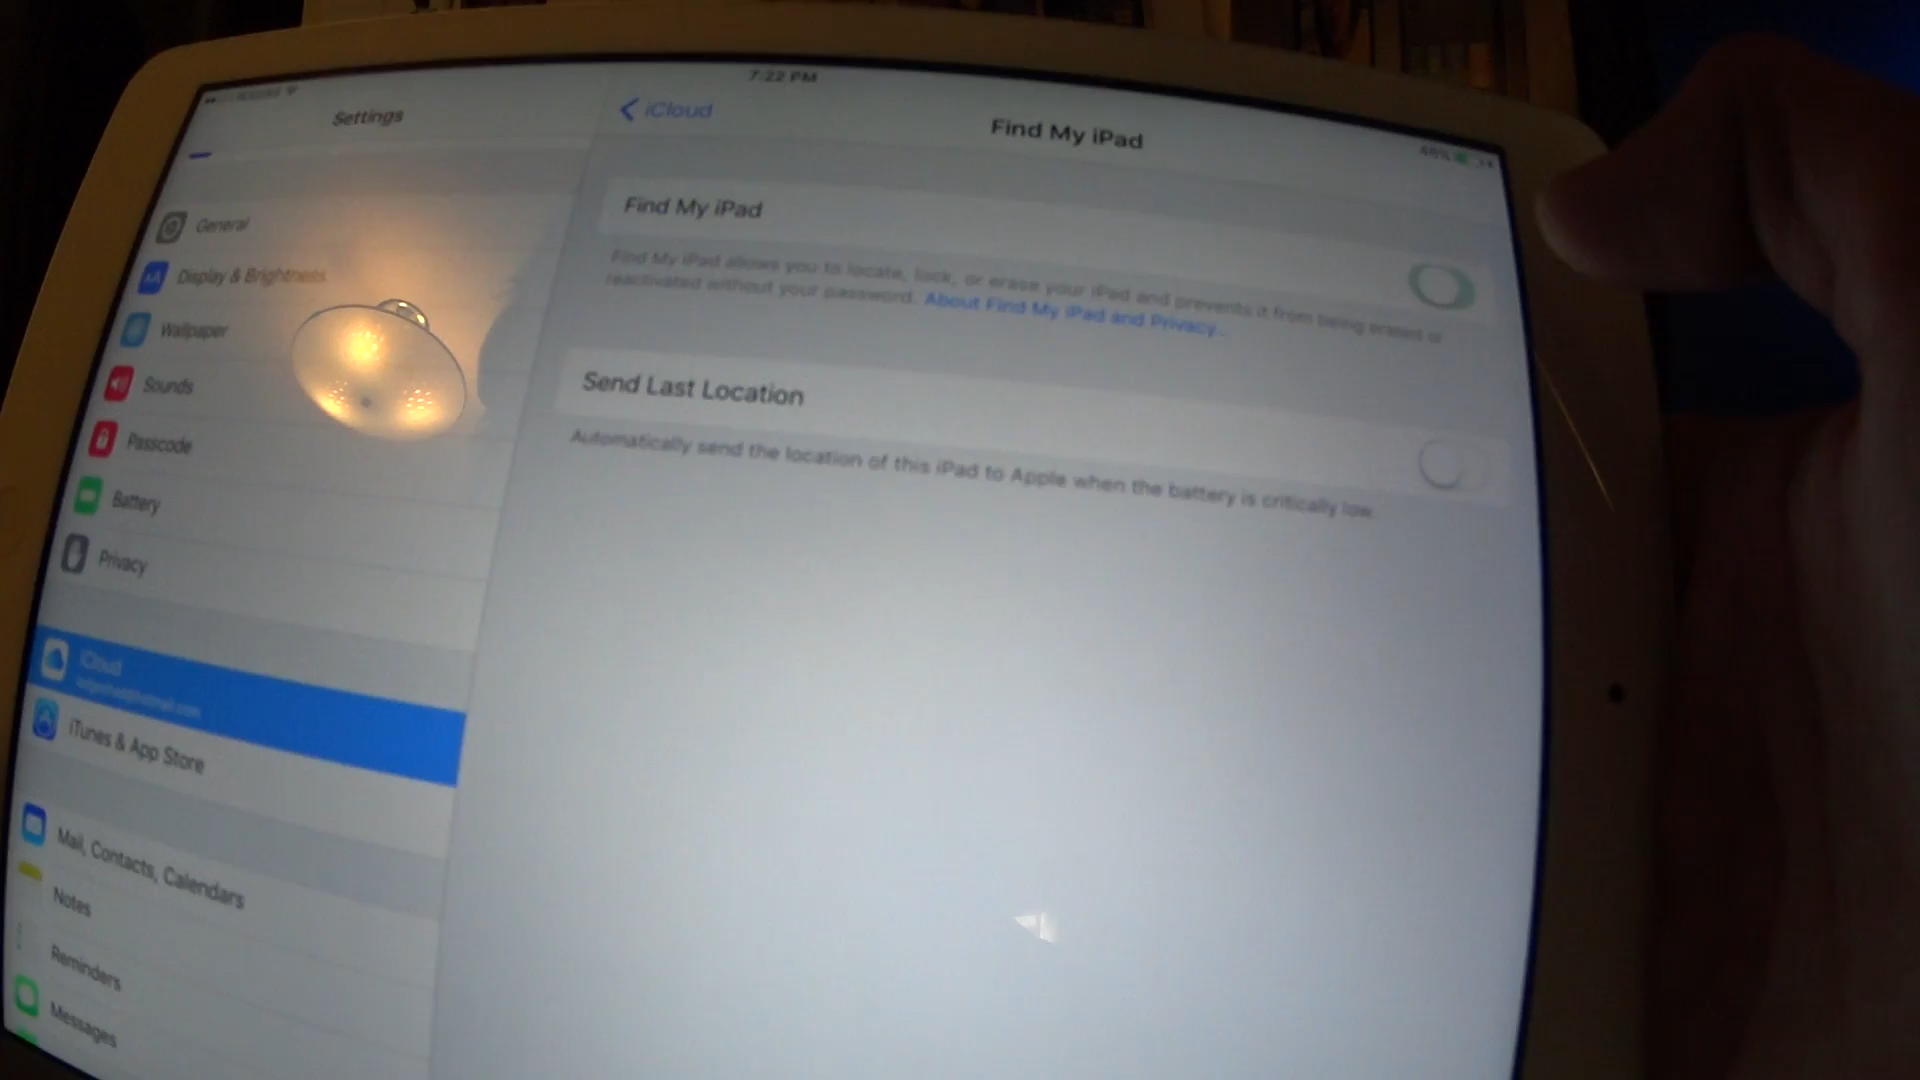 7:22 PM
Settings
iCloud
Find My iPad
General
Display & Brightness
Wallpaper
Sounds
Passcode
Battery
Privacy
iCloud
iTunes & App Store
Mail, Contacts, Calendars
Notes
Reminders
Messages
Find My iPad
Find My iPad allows you to locate, lock, or erase your iPad and prevents it from being erased or
reactivated without your password. About Find My iPad and Privacy...
Send Last Location
Automatically send the location of this iPad to Apple when the battery is critically low.